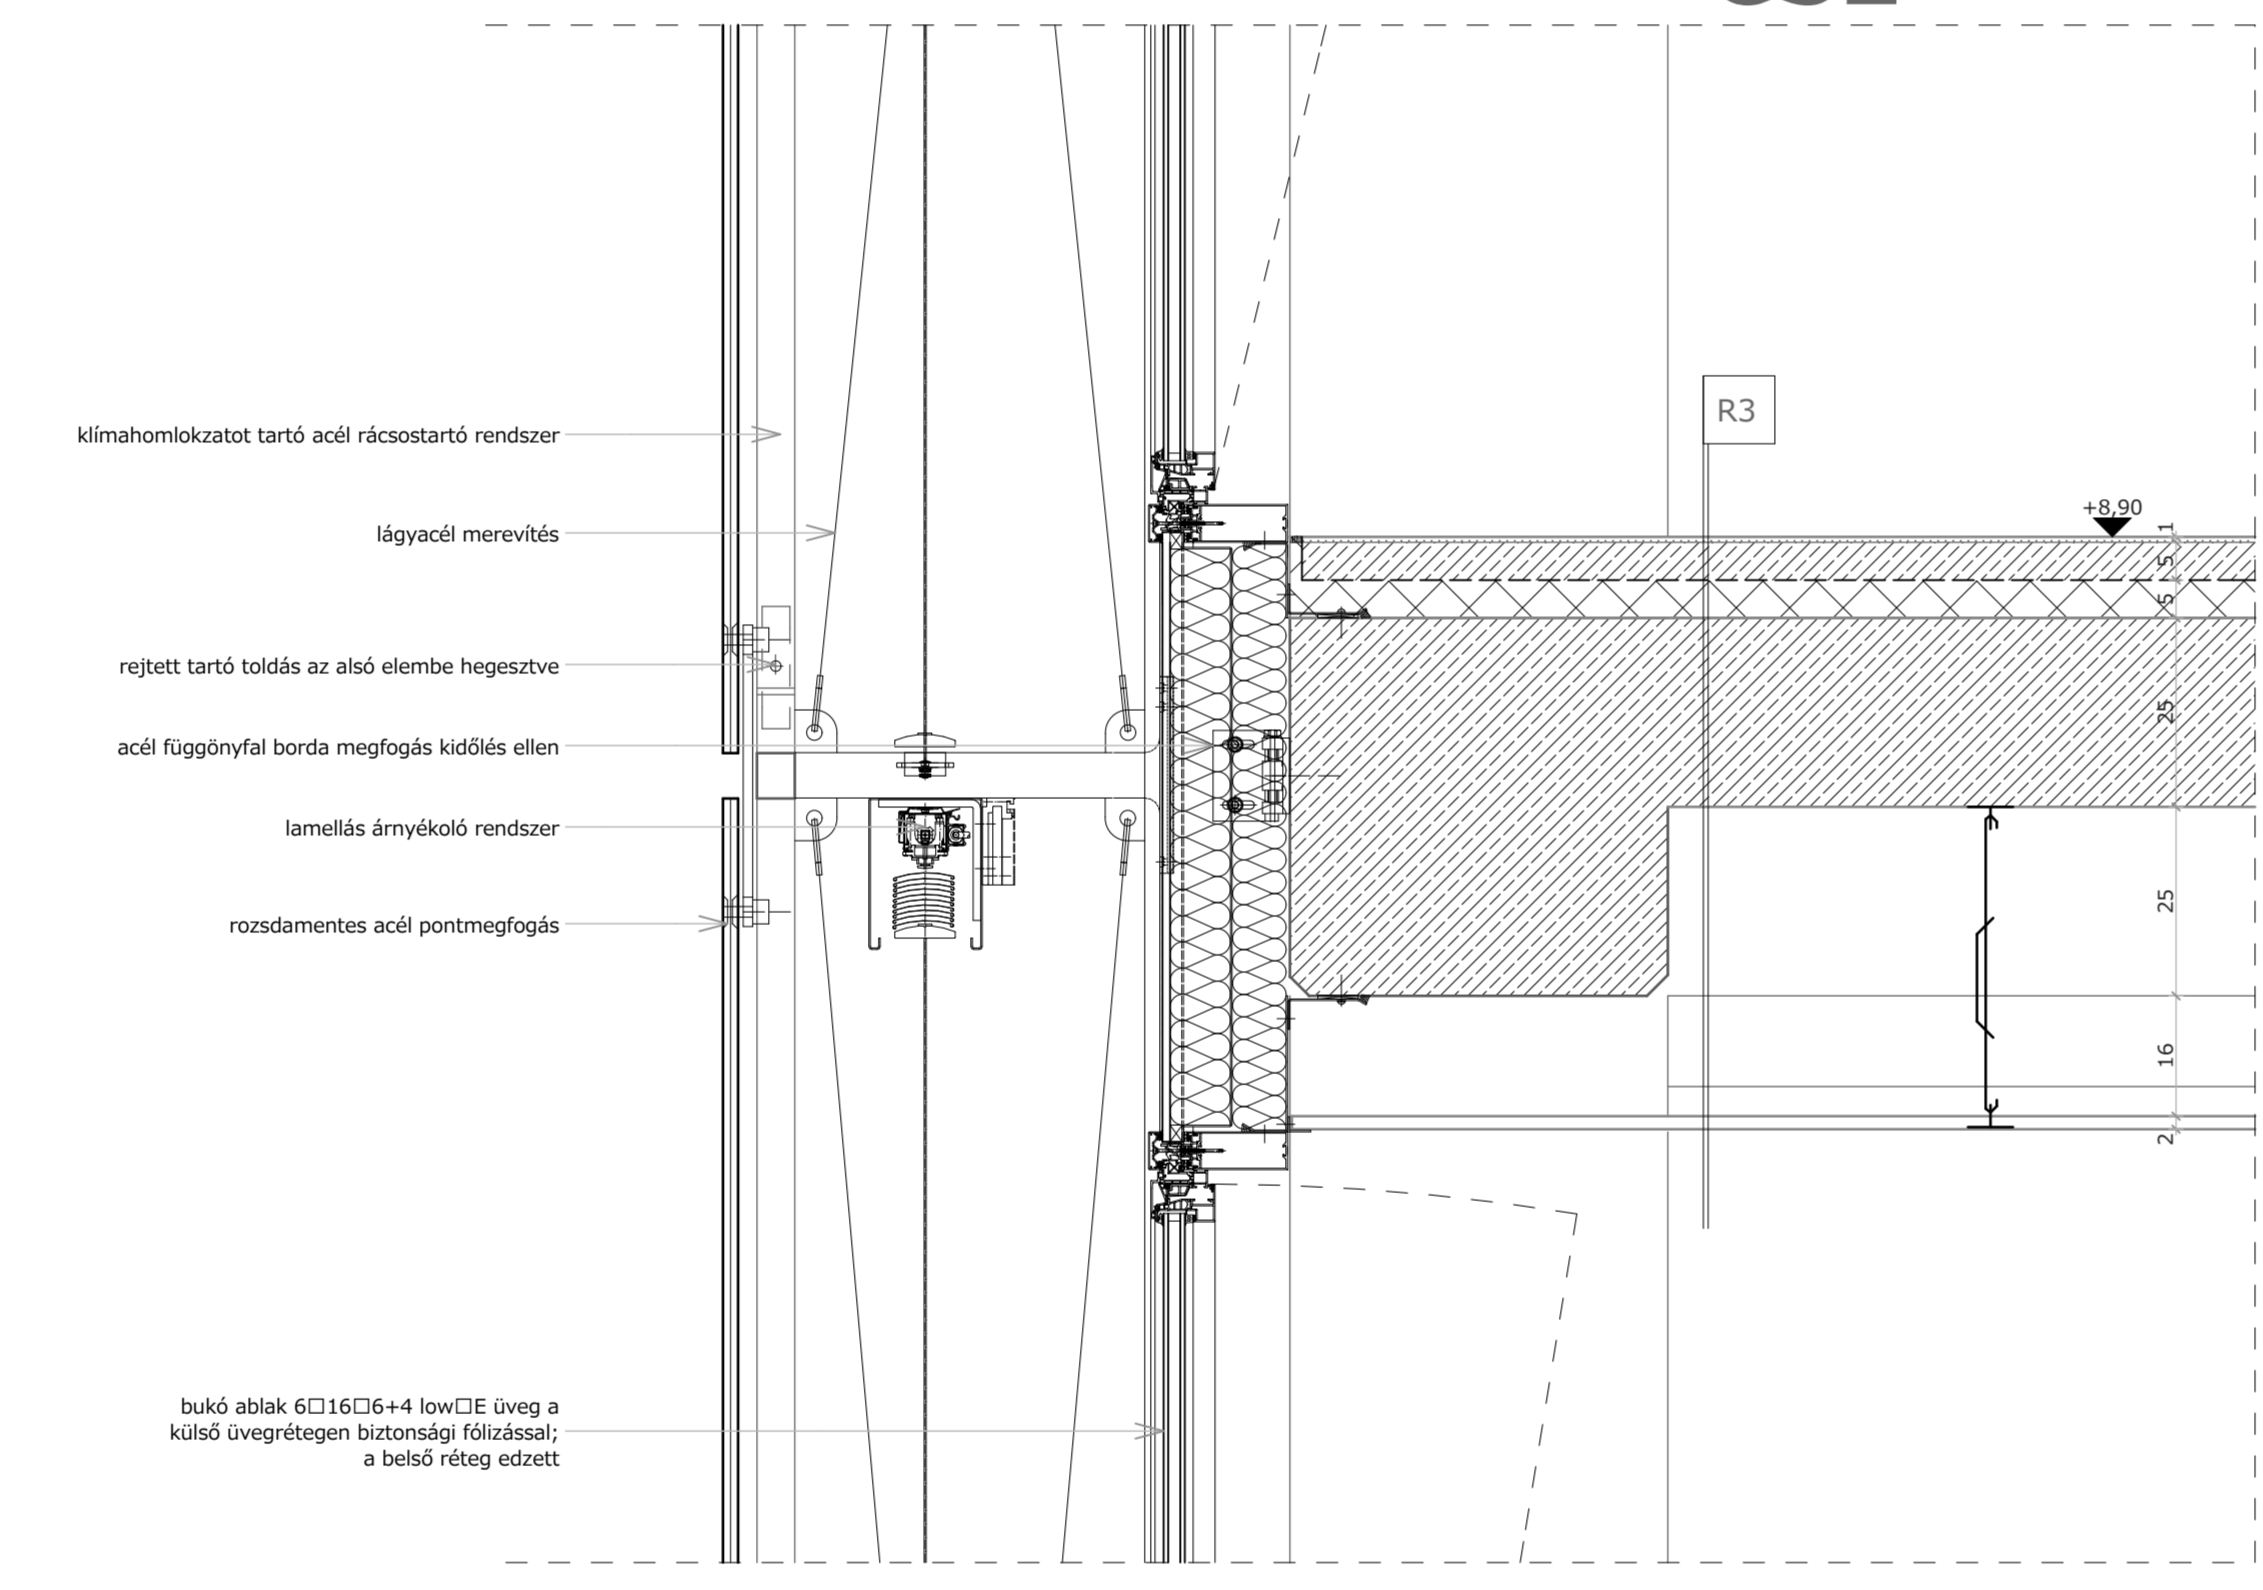 klímahomlokzatot tartó acél rácsostartó rendszer
R3
+8,90
lágyacél merevítés
1
5
5
rejtett tartó toldás az alsó elembe hegesztve
25
acél függönyfal borda megfogás kidőlés ellen
lamellás árnyékoló rendszer
25
rozsdamentes acél pontmegfogás
16
2
bukó ablak 6□16□6+4 low□E üveg a
külső üvegrétegen biztonsági fólizással;
a belső réteg edzett